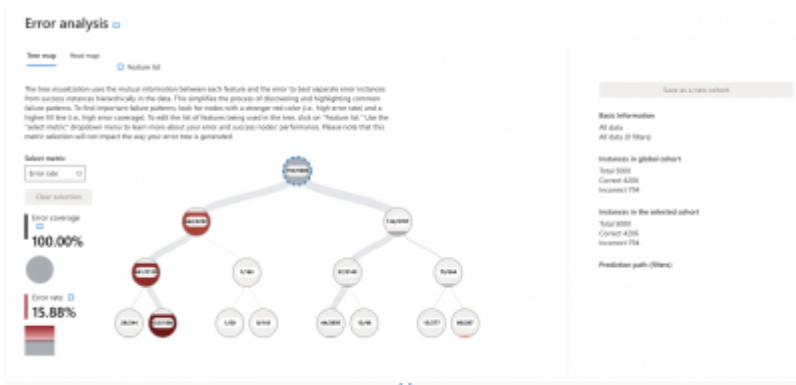 Error analysis
Tree map Heat map
Feature list
The tree visualization uses the mutual information between each feature and the error to best separate error instances
from success instances hierarchically in the data. This simplifies the process of discovering and highlighting common
failure patterns. To find important failure patterns, look for nodes with a stronger red color (i.e., high error rate) and a
higher fill line (i.e., high error coverage). To edit the list of features being used in the tree, click on "Feature list." Use the
"select metric" dropdown menu to learn more about your error and success nodes' performance. Please note that this
metric selection will not impact the way your error tree is generated.
Select metric
Error rate
Clear selection
Error coverage
100.00%
Error rate
15.88%
Save as a new cohort
Basic Information
All data
All data (0 filters)
Instances in global cohort
Total 5000
Correct 4206
Incorrect 794
Instances in the selected cohort
Total 5000
Correct 4206
Incorrect 794
Prediction path (filters)